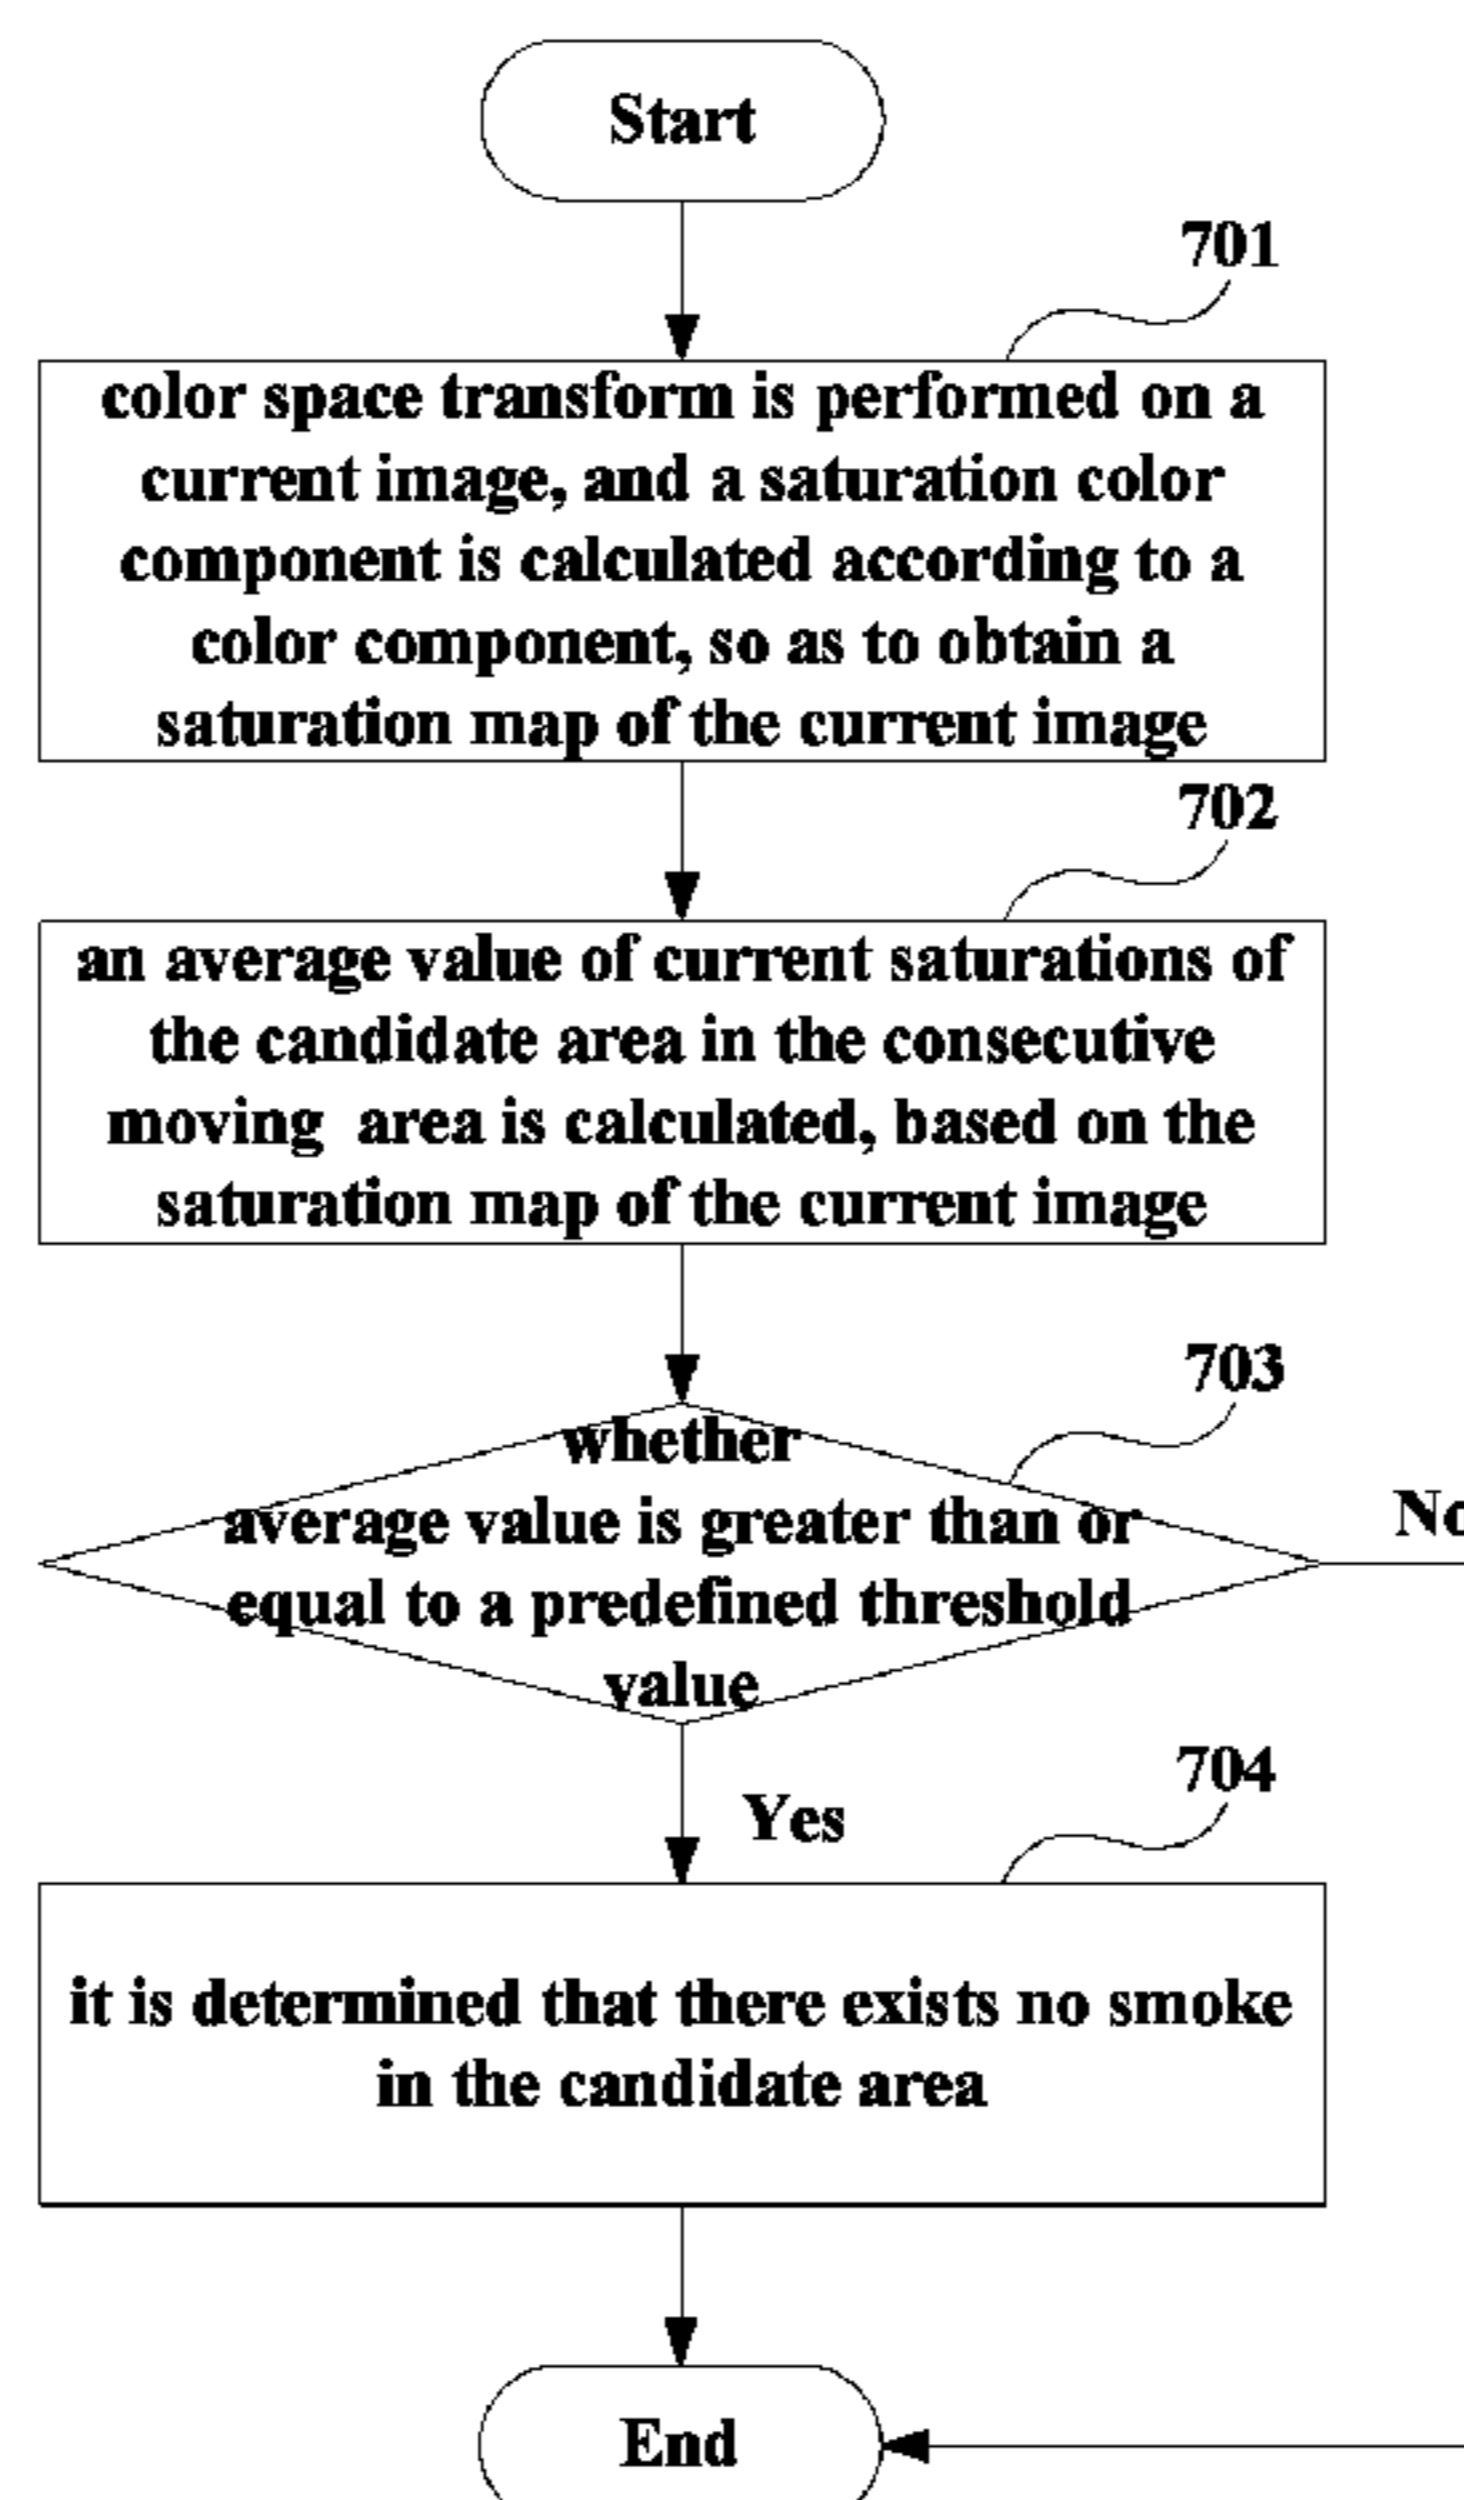 Start
701
color space transform is performed on a
current image, and a saturation color
component is calculated according to a
color component, so as to obtain a
saturation map of the current image
702
an average value of current saturations of
the candidate area in the consecutive
moving area is calculated, based on the
saturation map of the current image
703
whether
average value is greater than or
equal to a predefined threshold
value
No
Yes
704
it is determined that there exists no smoke
in the candidate area
End